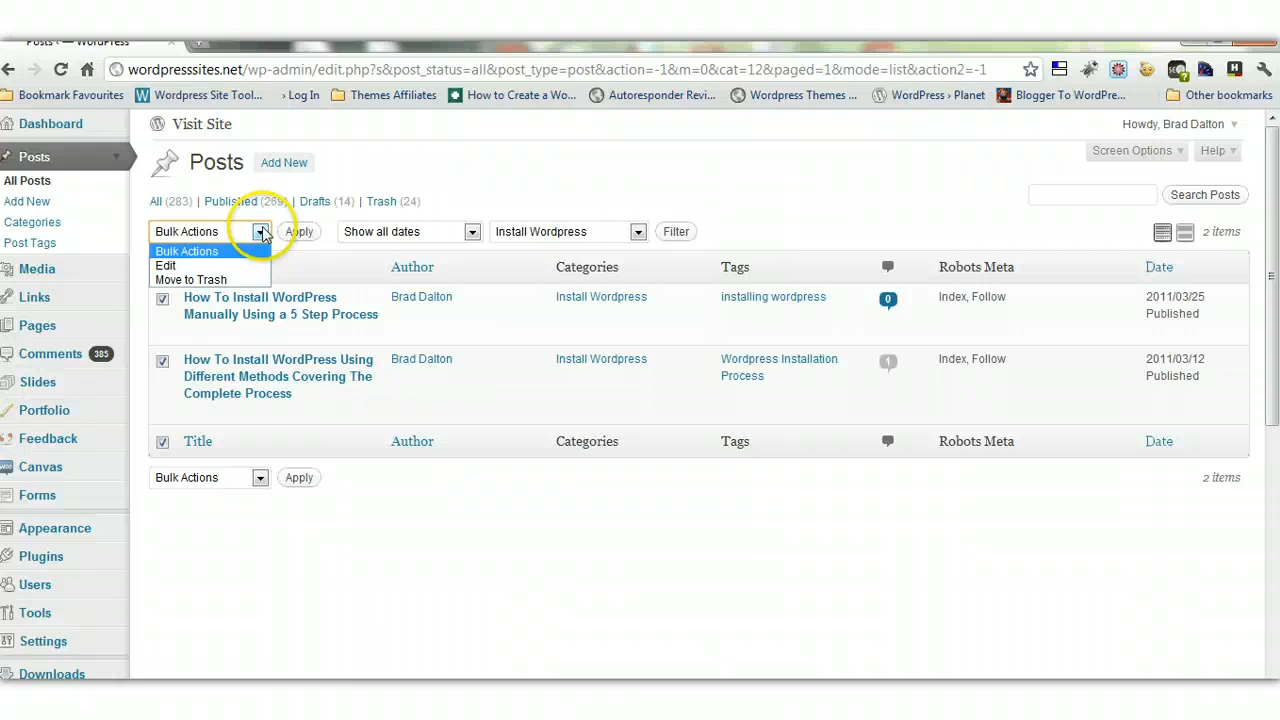 Posts ‹ — WordPress
wordpresssites.net/wp-admin/edit.php?s&post_status=all&post_type=post&action=-1&m=0&cat=12&paged=1&mode=list&action2=-1
Bookmark Favourites Wordpress Site Tool... › Log In Themes Affiliates How to Create a Wo... Autoresponder Revi... Wordpress Themes ... WordPress › Planet Blogger To WordPre... Other bookmarks
Dashboard
Posts
All Posts
Add New
Categories
Post Tags
Media
Links
Pages
Comments 385
Slides
Portfolio
Feedback
Canvas
Forms
Appearance
Plugins
Users
Tools
Settings
Downloads
Visit Site
Howdy, Brad Dalton
Posts Add New
Screen Options Help
All (283) | Published (269) | Drafts (14) | Trash (24)
Search Posts
Bulk Actions Apply Show all dates Install Wordpress Filter 2 items
Bulk Actions
Edit
Move to Trash
Author Categories Tags Robots Meta Date
How To Install WordPress Brad Dalton Install Wordpress installing wordpress 0 Index, Follow 2011/03/25
Manually Using a 5 Step Process Published
How To Install WordPress Using Brad Dalton Install Wordpress Wordpress Installation 1 Index, Follow 2011/03/12
Different Methods Covering The Process Published
Complete Process
Title Author Categories Tags Robots Meta Date
Bulk Actions Apply 2 items